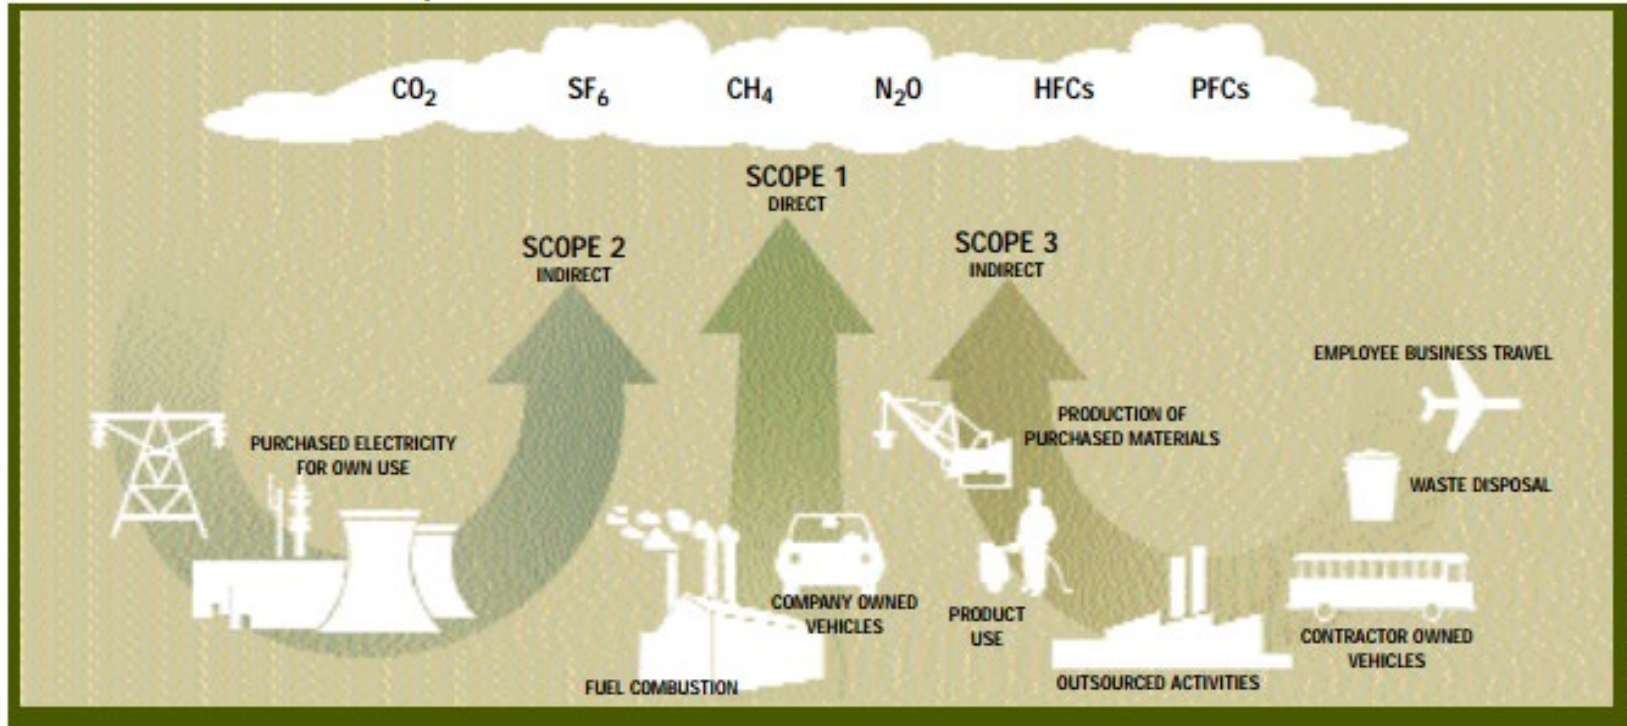 CO₂ SF₆ CH₄ N₂O HFCs PFCs
SCOPE 1
DIRECT
SCOPE 2
INDIRECT
SCOPE 3
INDIRECT
EMPLOYEE BUSINESS TRAVEL
PURCHASED ELECTRICITY
FOR OWN USE
PRODUCTION OF
PURCHASED MATERIALS
WASTE DISPOSAL
COMPANY OWNED
VEHICLES
PRODUCT
USE
CONTRACTOR OWNED
VEHICLES
FUEL COMBUSTION
OUTSOURCED ACTIVITIES